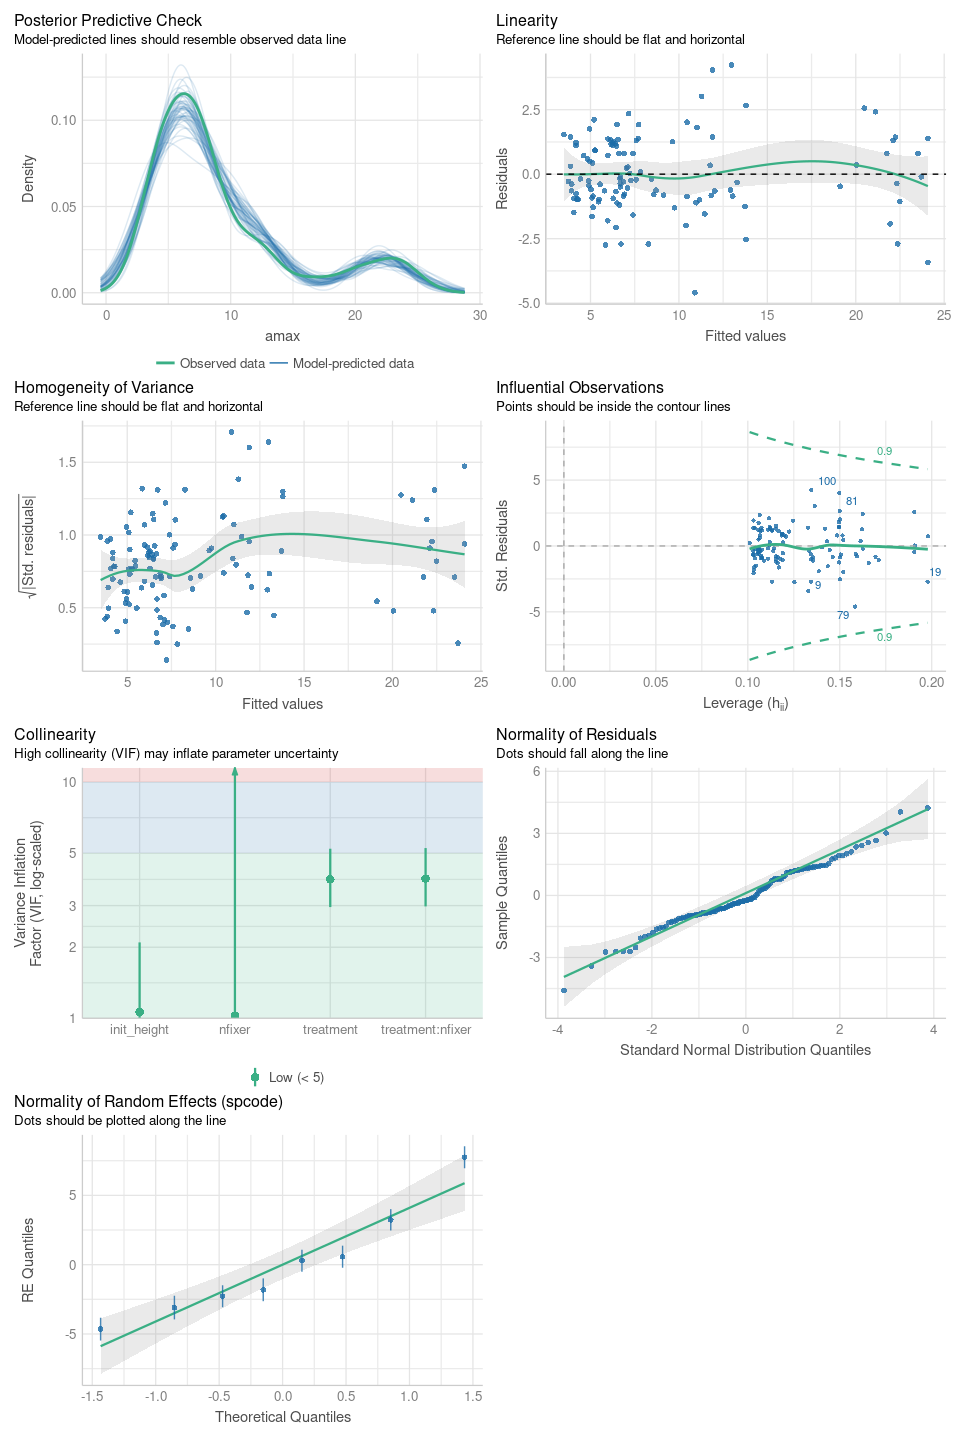 Posterior Predictive Check
Model-predicted lines should resemble observed data line
Density
0.10
0.05
0.00
0
10
20
30
amax
Observed data
Model-predicted data
Linearity
Reference line should be flat and horizontal
Residuals
2.5
0.0
-2.5
-5.0
5
10
15
20
25
Fitted values
Homogeneity of Variance
Reference line should be flat and horizontal
√|Std. residuals|
1.5
1.0
0.5
5
10
15
20
25
Fitted values
Influential Observations
Points should be inside the contour lines
Std. Residuals
5
0
-5
0.9
100
81
19
9
79
0.9
0.00
0.05
0.10
0.15
0.20
Leverage (hii)
Collinearity
High collinearity (VIF) may inflate parameter uncertainty
Variance Inflation
Factor (VIF, log-scaled)
10
5
3
2
1
init_height
nfixer
treatment
treatment:nfixer
Low (< 5)
Normality of Residuals
Dots should fall along the line
Sample Quantiles
6
3
0
-3
-4
-2
0
2
4
Standard Normal Distribution Quantiles
Normality of Random Effects (spcode)
Dots should be plotted along the line
RE Quantiles
5
0
-5
-1.5
-1.0
-0.5
0.0
0.5
1.0
1.5
Theoretical Quantiles